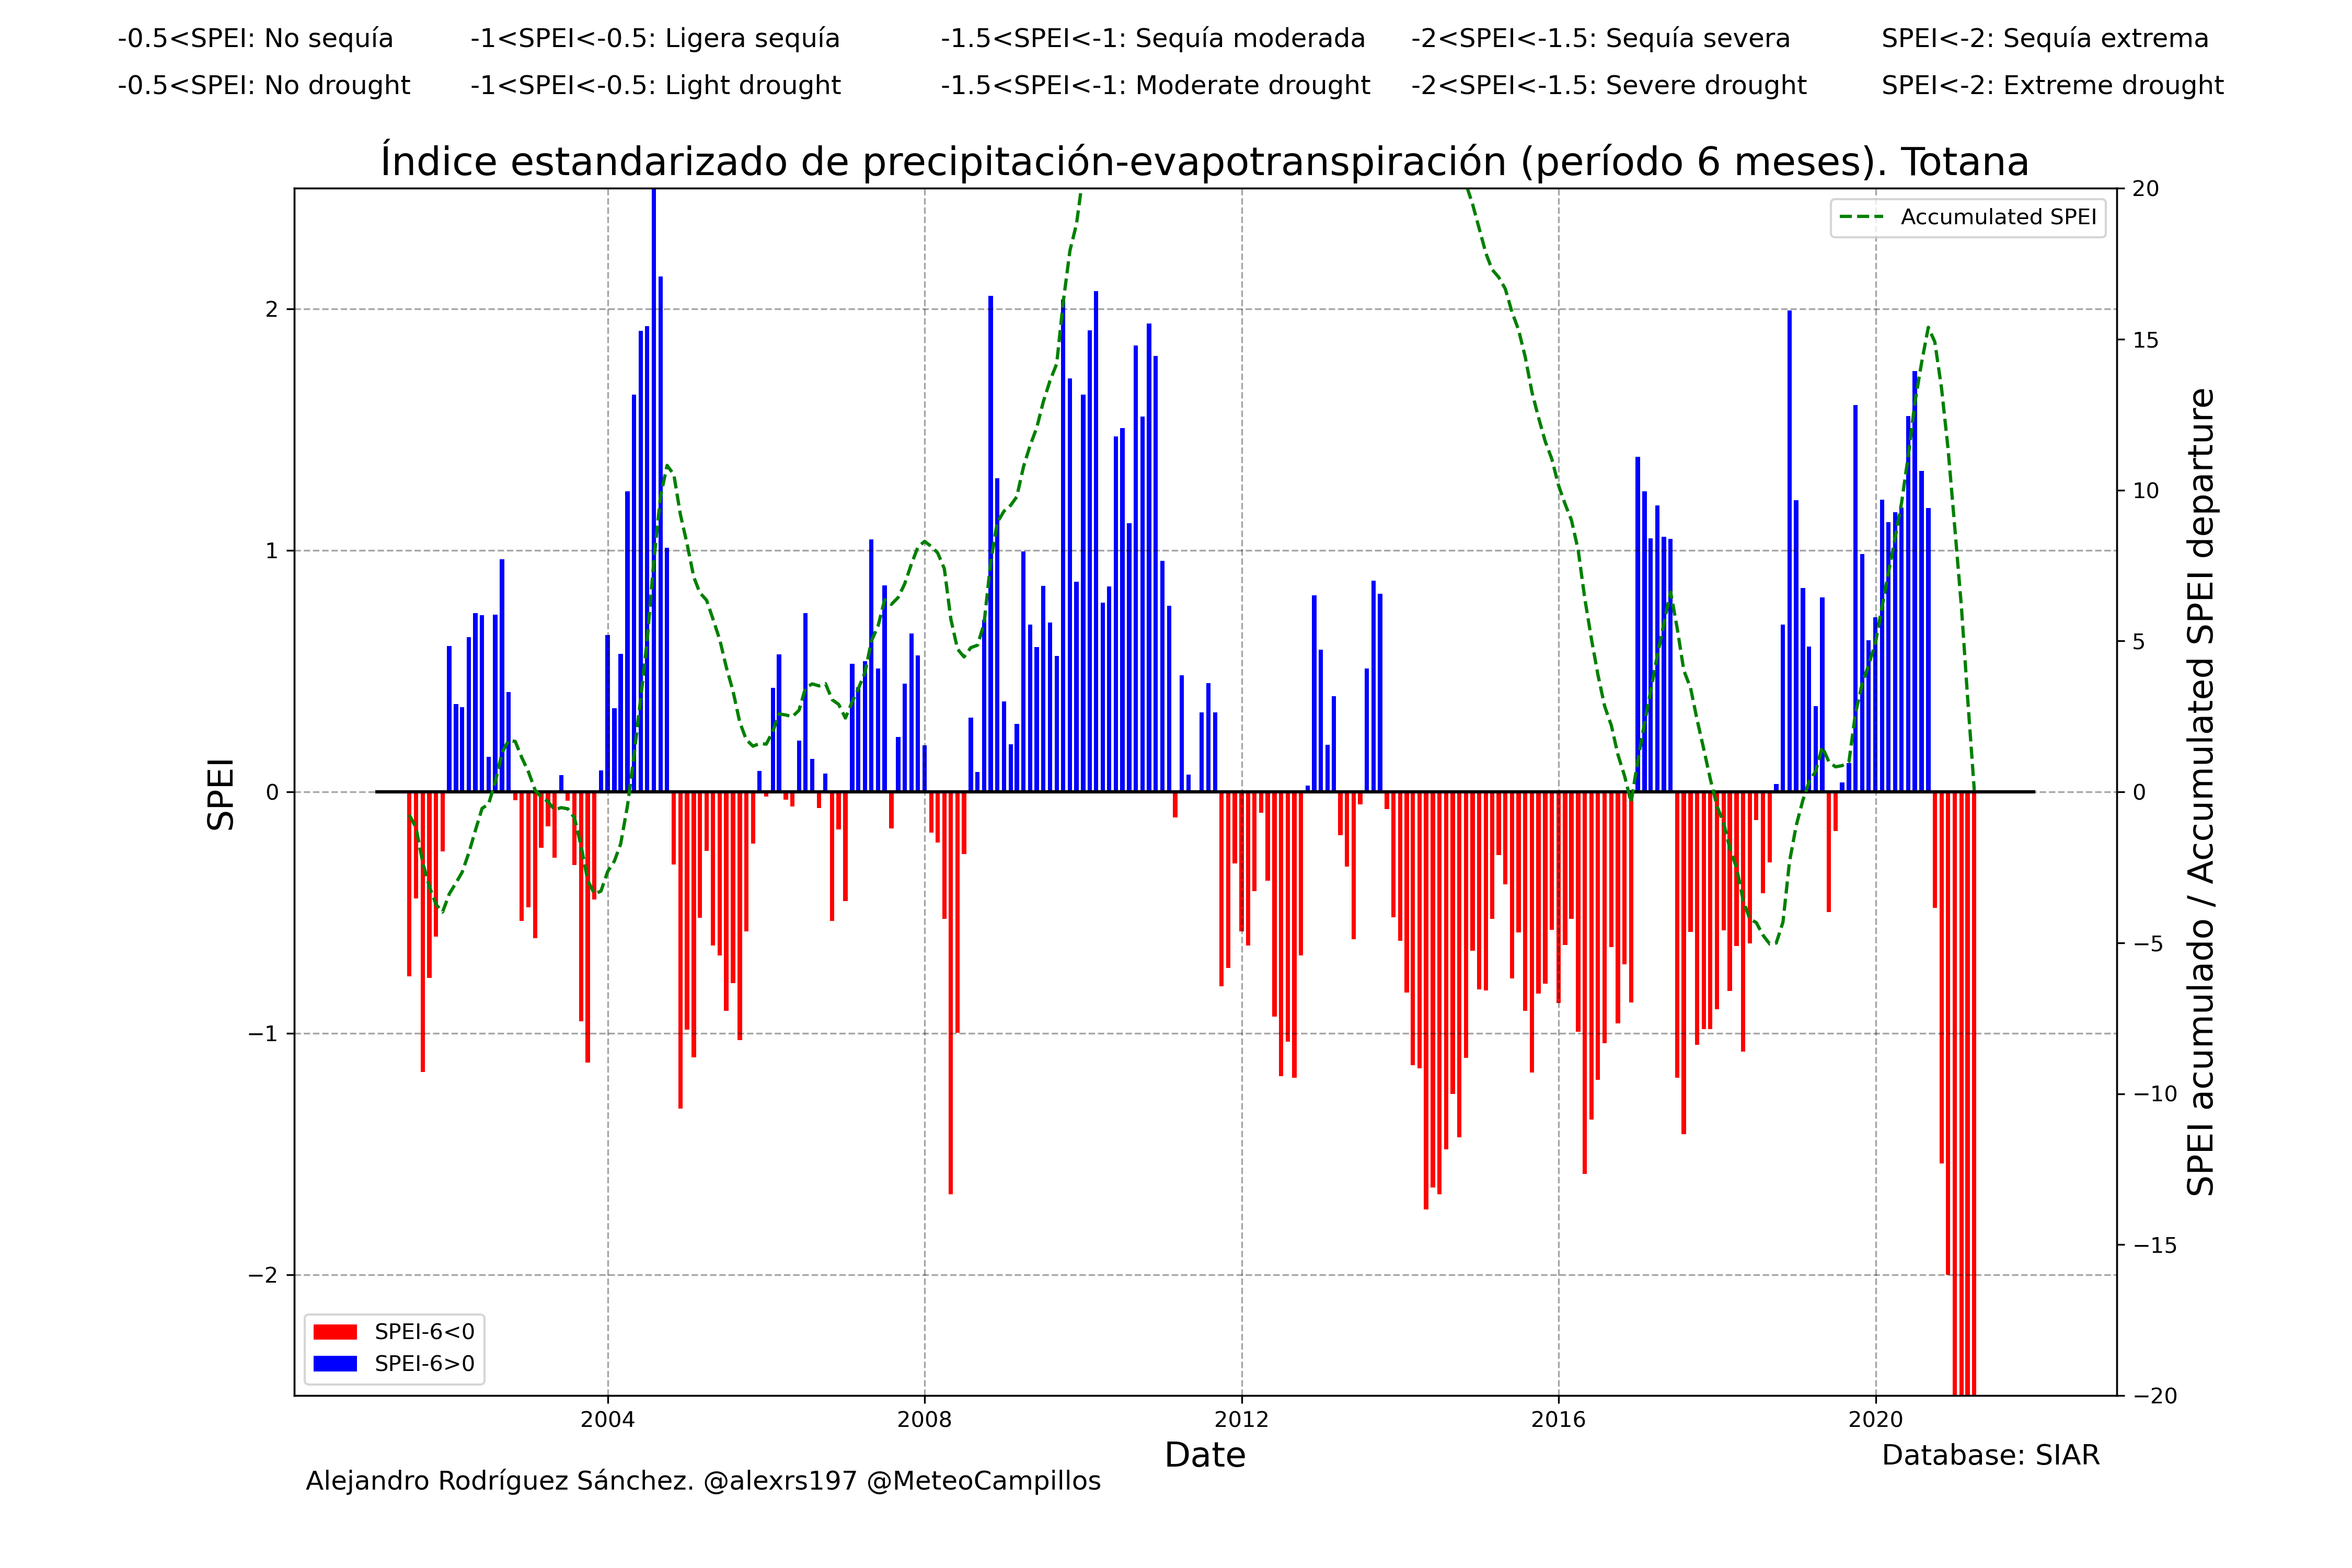 -0.5<SPEI: No sequía -1<SPEI<-0.5: Ligera sequía -1.5<SPEI<-1: Sequía moderada -2<SPEI<-1.5: Sequía severa SPEI<-2: Sequía extrema
-0.5<SPEI: No drought -1<SPEI<-0.5: Light drought -1.5<SPEI<-1: Moderate drought -2<SPEI<-1.5: Severe drought SPEI<-2: Extreme drought
Índice estandarizado de precipitación-evapotranspiración (período 6 meses). Totana
Accumulated SPEI
SPEI
2
1
0
−1
−2
20
15
10
5
0
−5
−10
−15
−20
SPEI acumulado / Accumulated SPEI departure
SPEI-6<0
SPEI-6>0
2004 2008 2012 2016 2020
Date
Database: SIAR
Alejandro Rodríguez Sánchez. @alexrs197 @MeteoCampillos